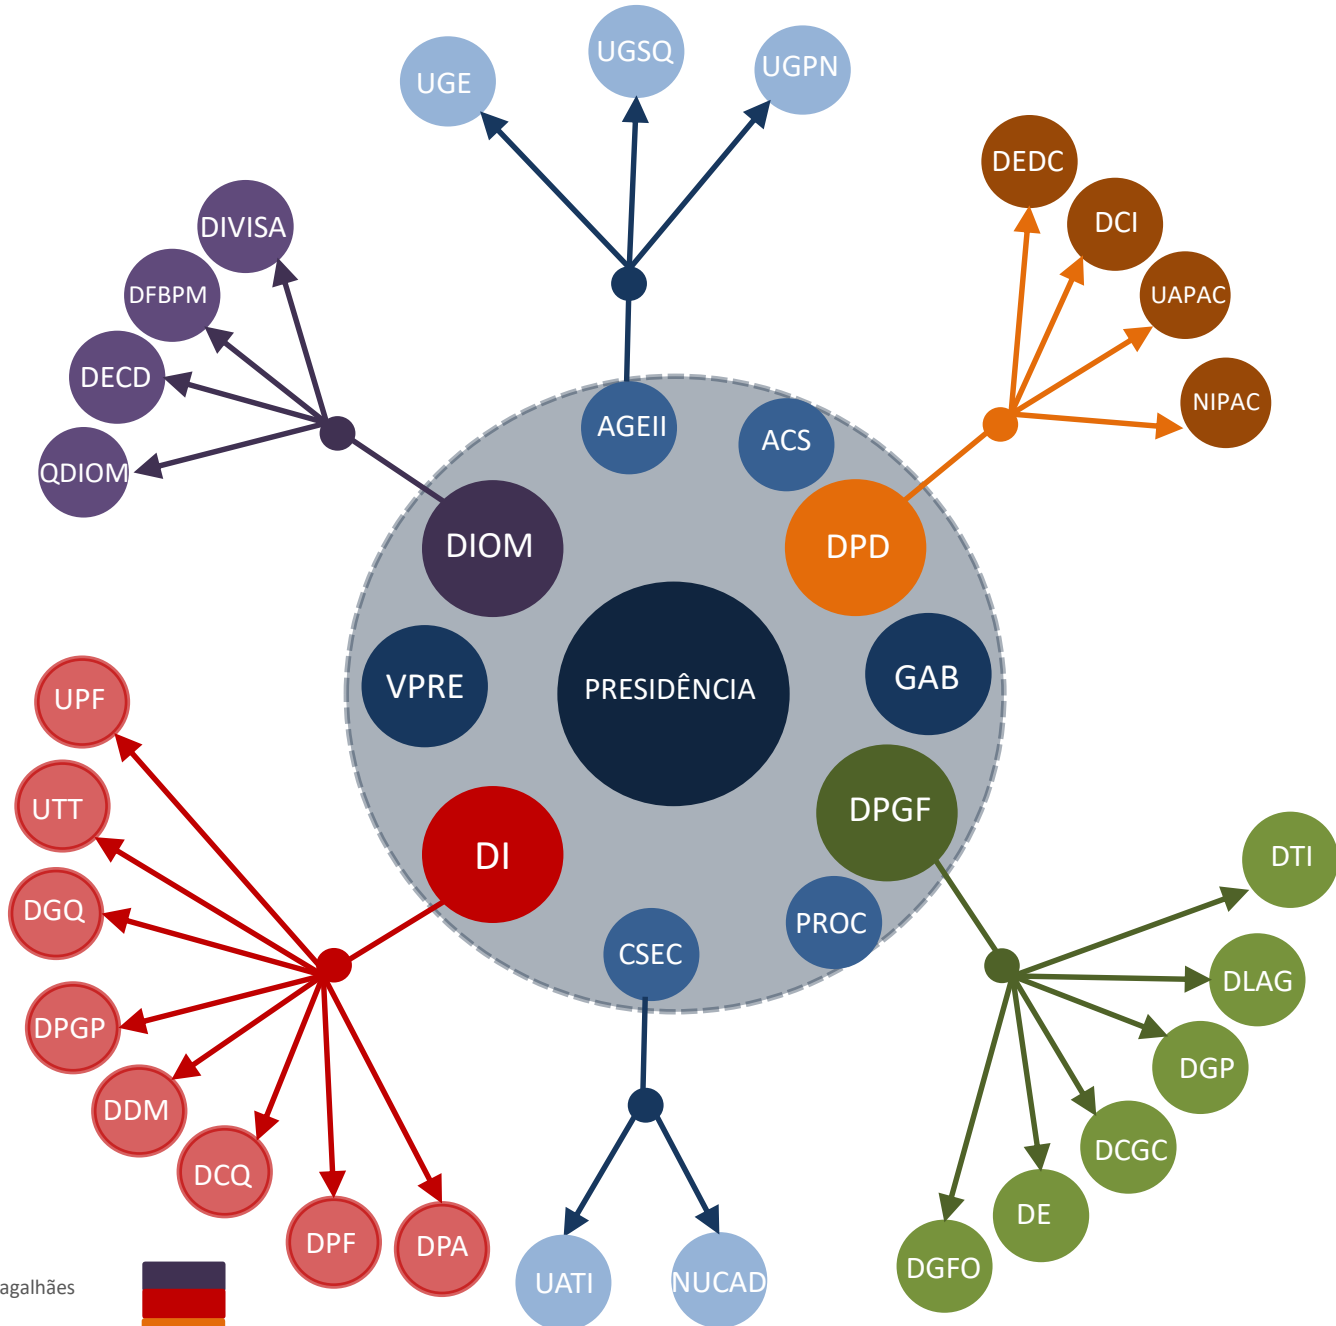 UGE
UGSQ
UGPN
DEDC
DCI
UAPAC
NIPAC
DIVISA
DFBPM
DECD
QDIOM
AGEII
ACS
DIOM
DPD
VPRE
PRESIDÊNCIA
GAB
DI
DPGF
CSEC
PROC
UPF
UTT
DGQ
DPGP
DDM
DCQ
DPF
DPA
UATI
NUCAD
DTI
DLAG
DGP
DCGC
DE
DGFO
agalhães